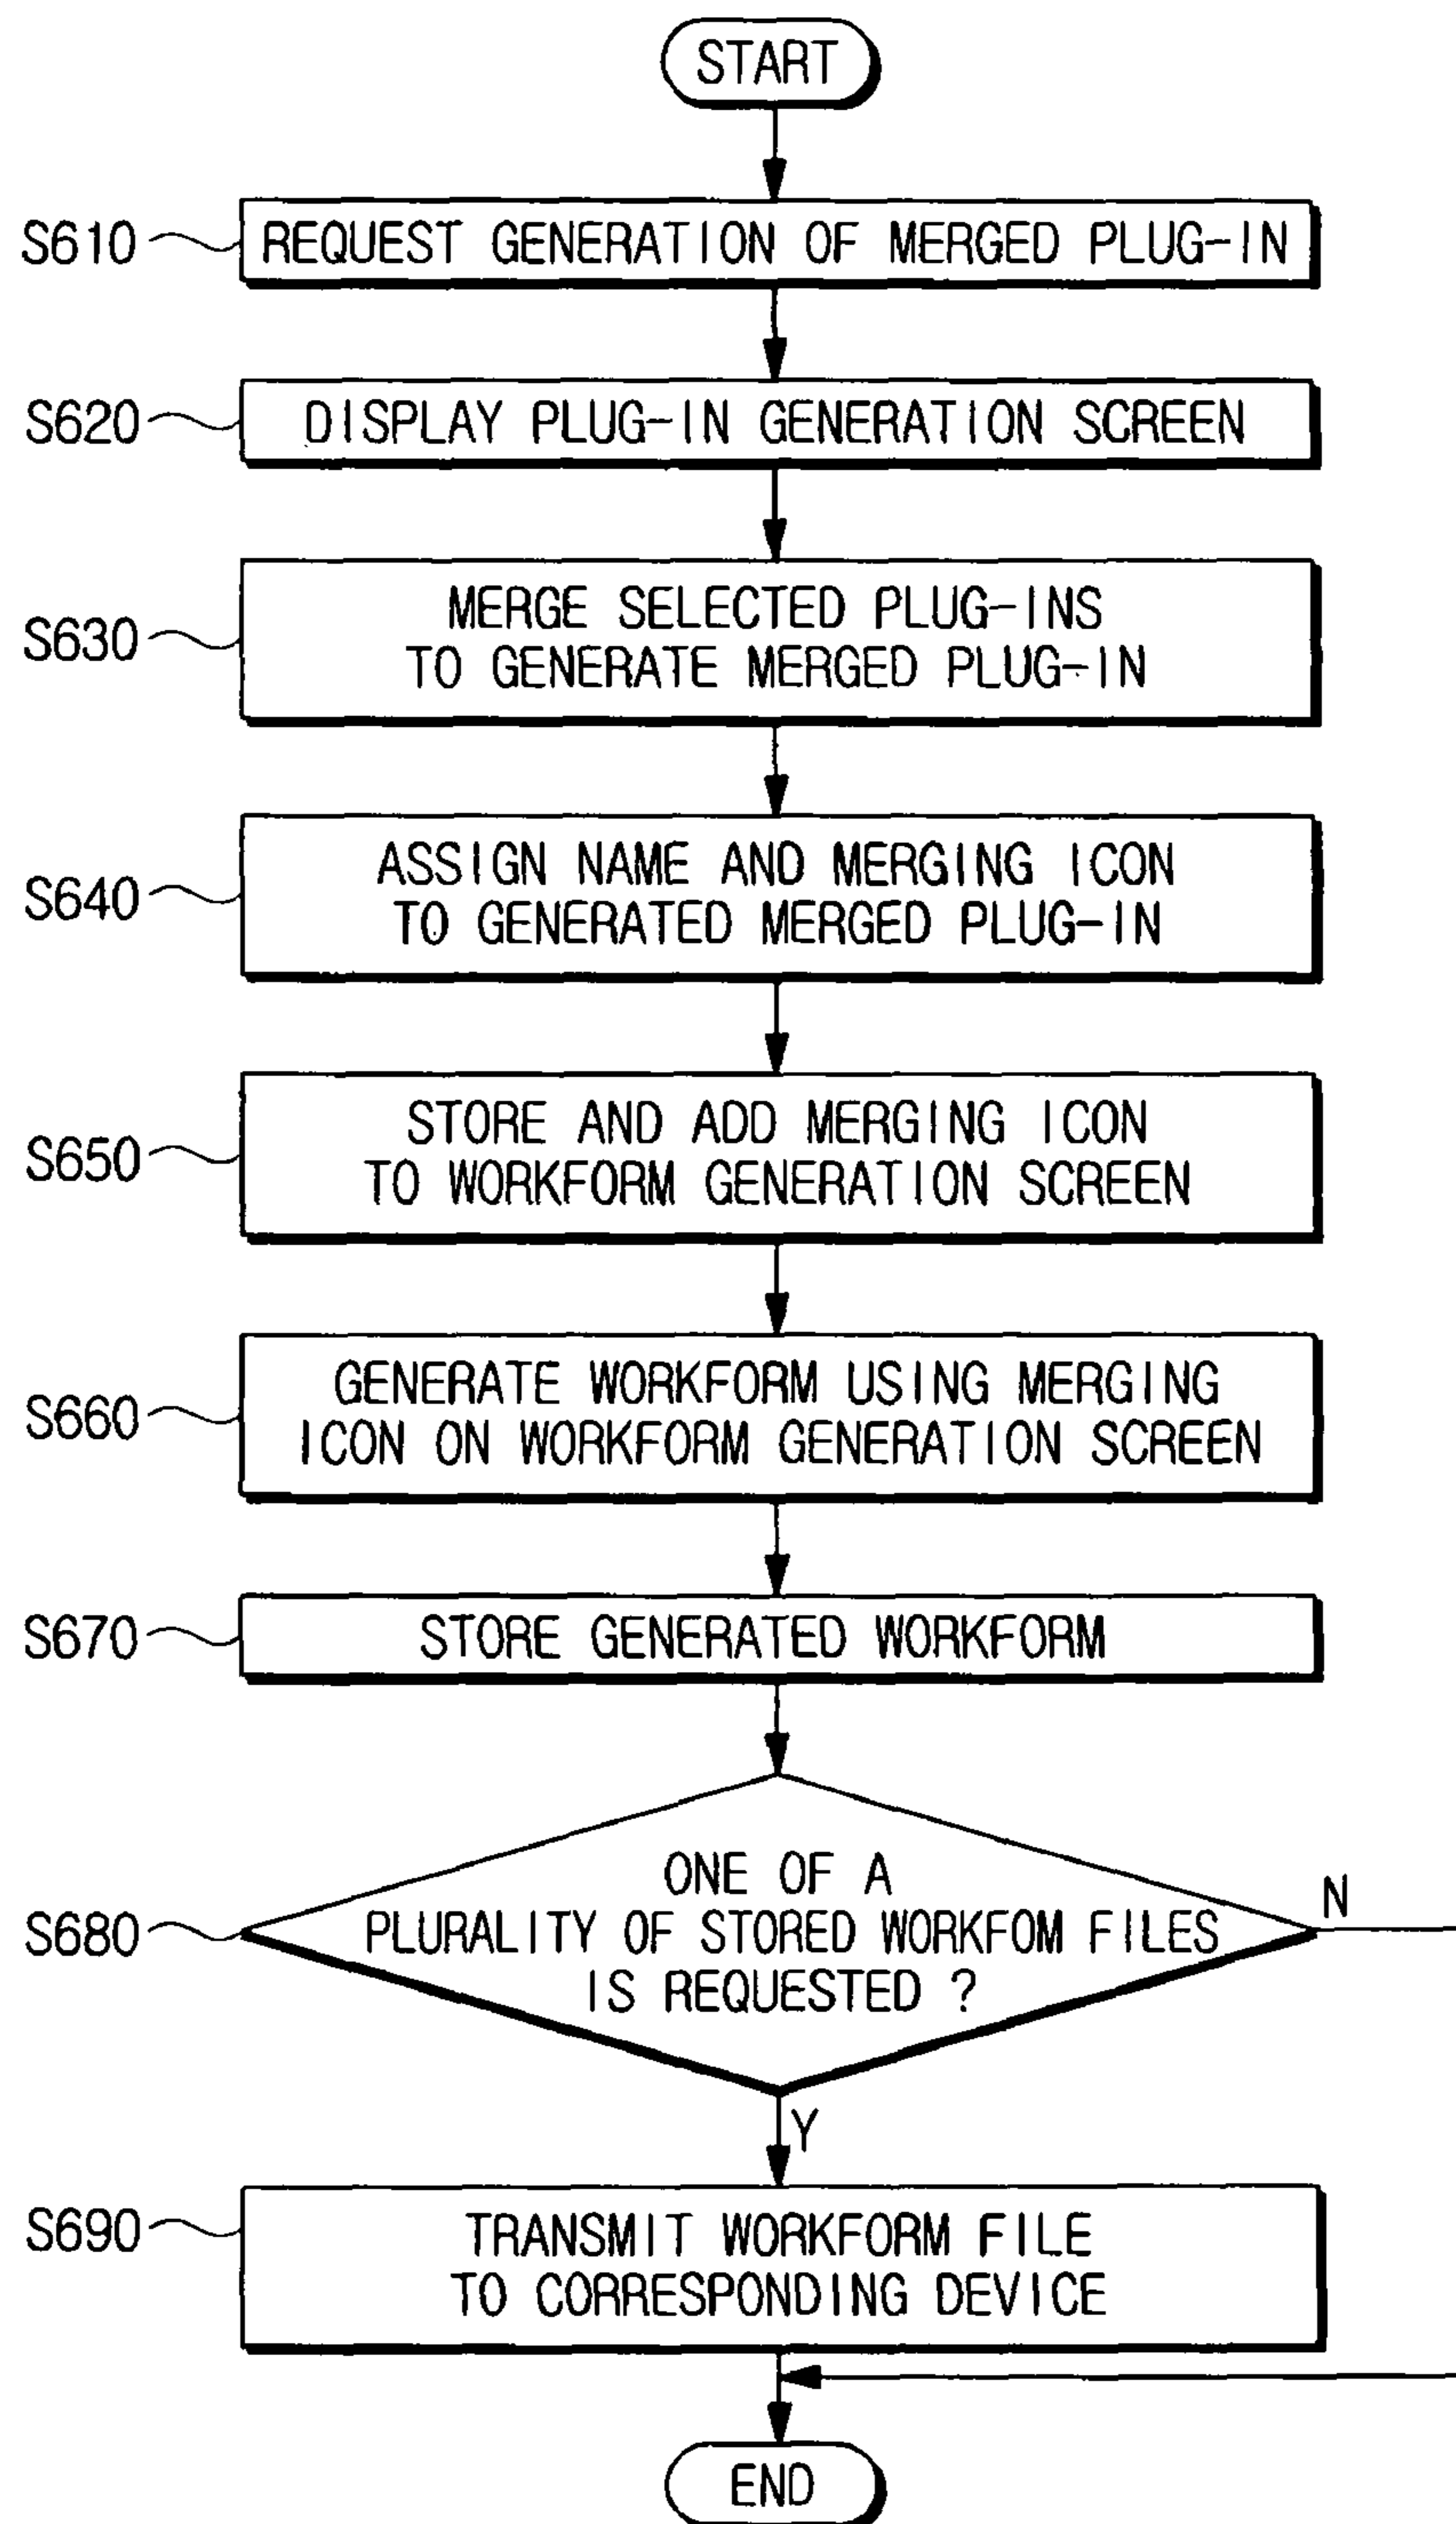 START
S610
REQUEST GENERATION OF MERGED PLUG-IN
S620
DISPLAY PLUG-IN GENERATION SCREEN
S630
MERGE SELECTED PLUG-INS
TO GENERATE MERGED PLUG-IN
S640
ASSIGN NAME AND MERGING ICON
TO GENERATED MERGED PLUG-IN
S650
STORE AND ADD MERGING ICON
TO WORKFORM GENERATION SCREEN
S660
GENERATE WORKFORM USING MERGING
ICON ON WORKFORM GENERATION SCREEN
S670
STORE GENERATED WORKFORM
S680
ONE OF A
PLURALITY OF STORED WORKFOM FILES
IS REQUESTED ?
N
Y
S690
TRANSMIT WORKFORM FILE
TO CORRESPONDING DEVICE
END